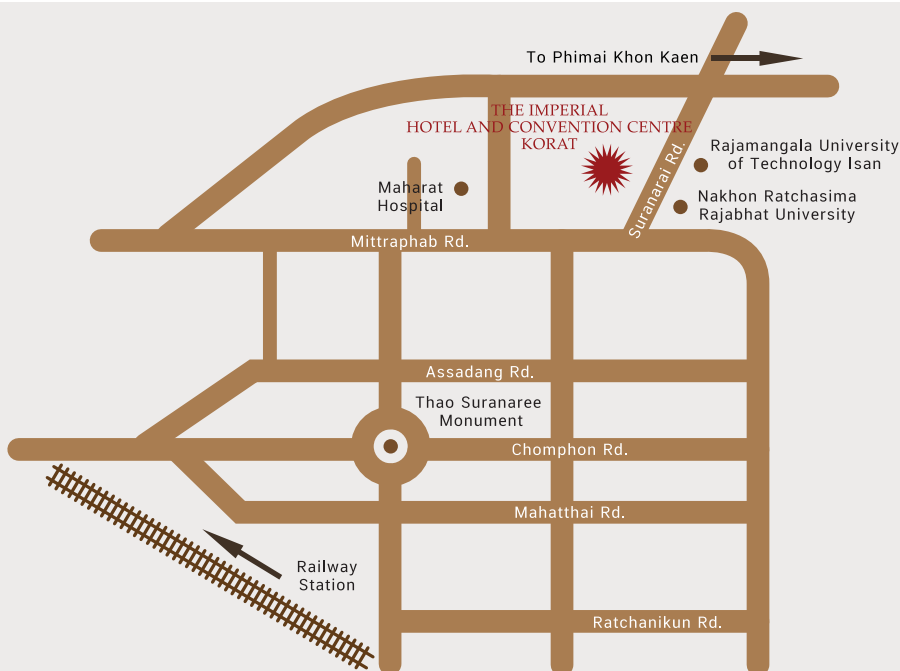 To Phimai Khon Kaen
THE IMPERIAL
HOTEL AND CONVENTION CENTRE
KORAT
Suranarai Rd.
Rajamangala University
of Technology Isan
Maharat
Hospital
Nakhon Ratchasima
Rajabhat University
Mittraphab Rd.
Assadang Rd.
Thao Suranaree
Monument
Chomphon Rd.
Mahatthai Rd.
Railway
Station
Ratchanikun Rd.